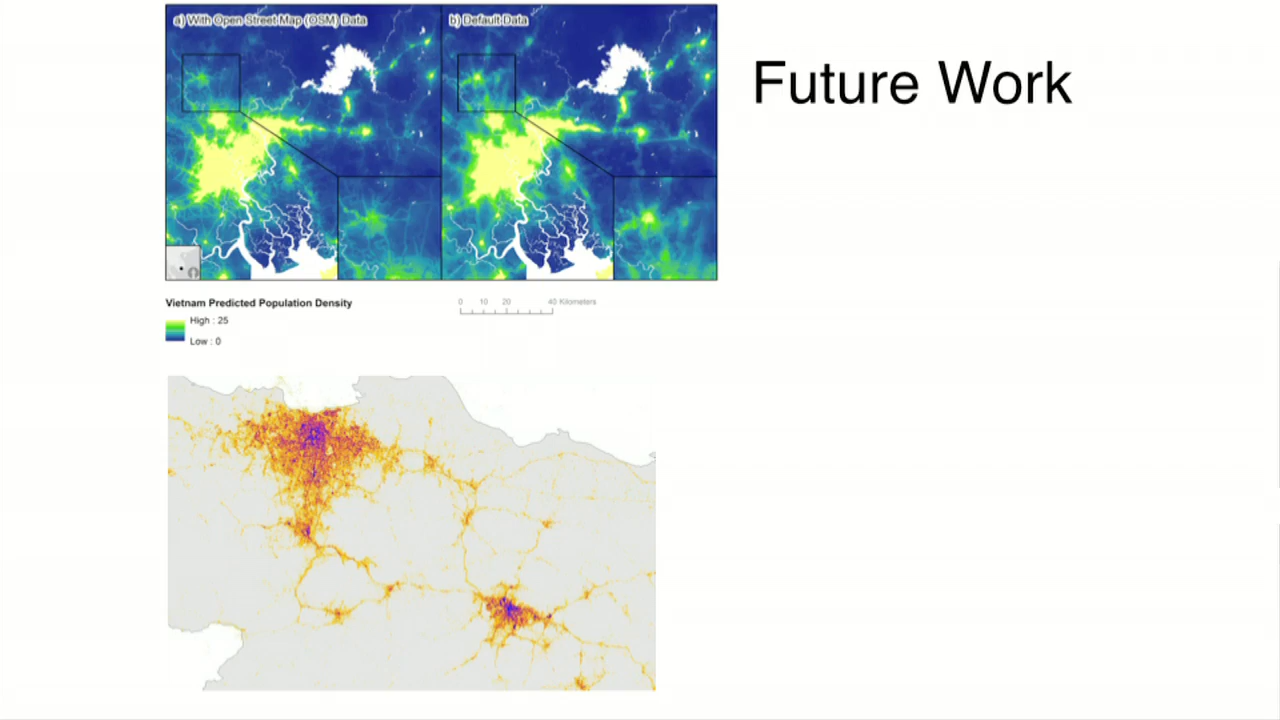 a) With Open Street Map (OSM) Data
b) Default Data
Future Work
Vietnam Predicted Population Density
High : 25
Low : 0
0 10 20 40 Kilometers